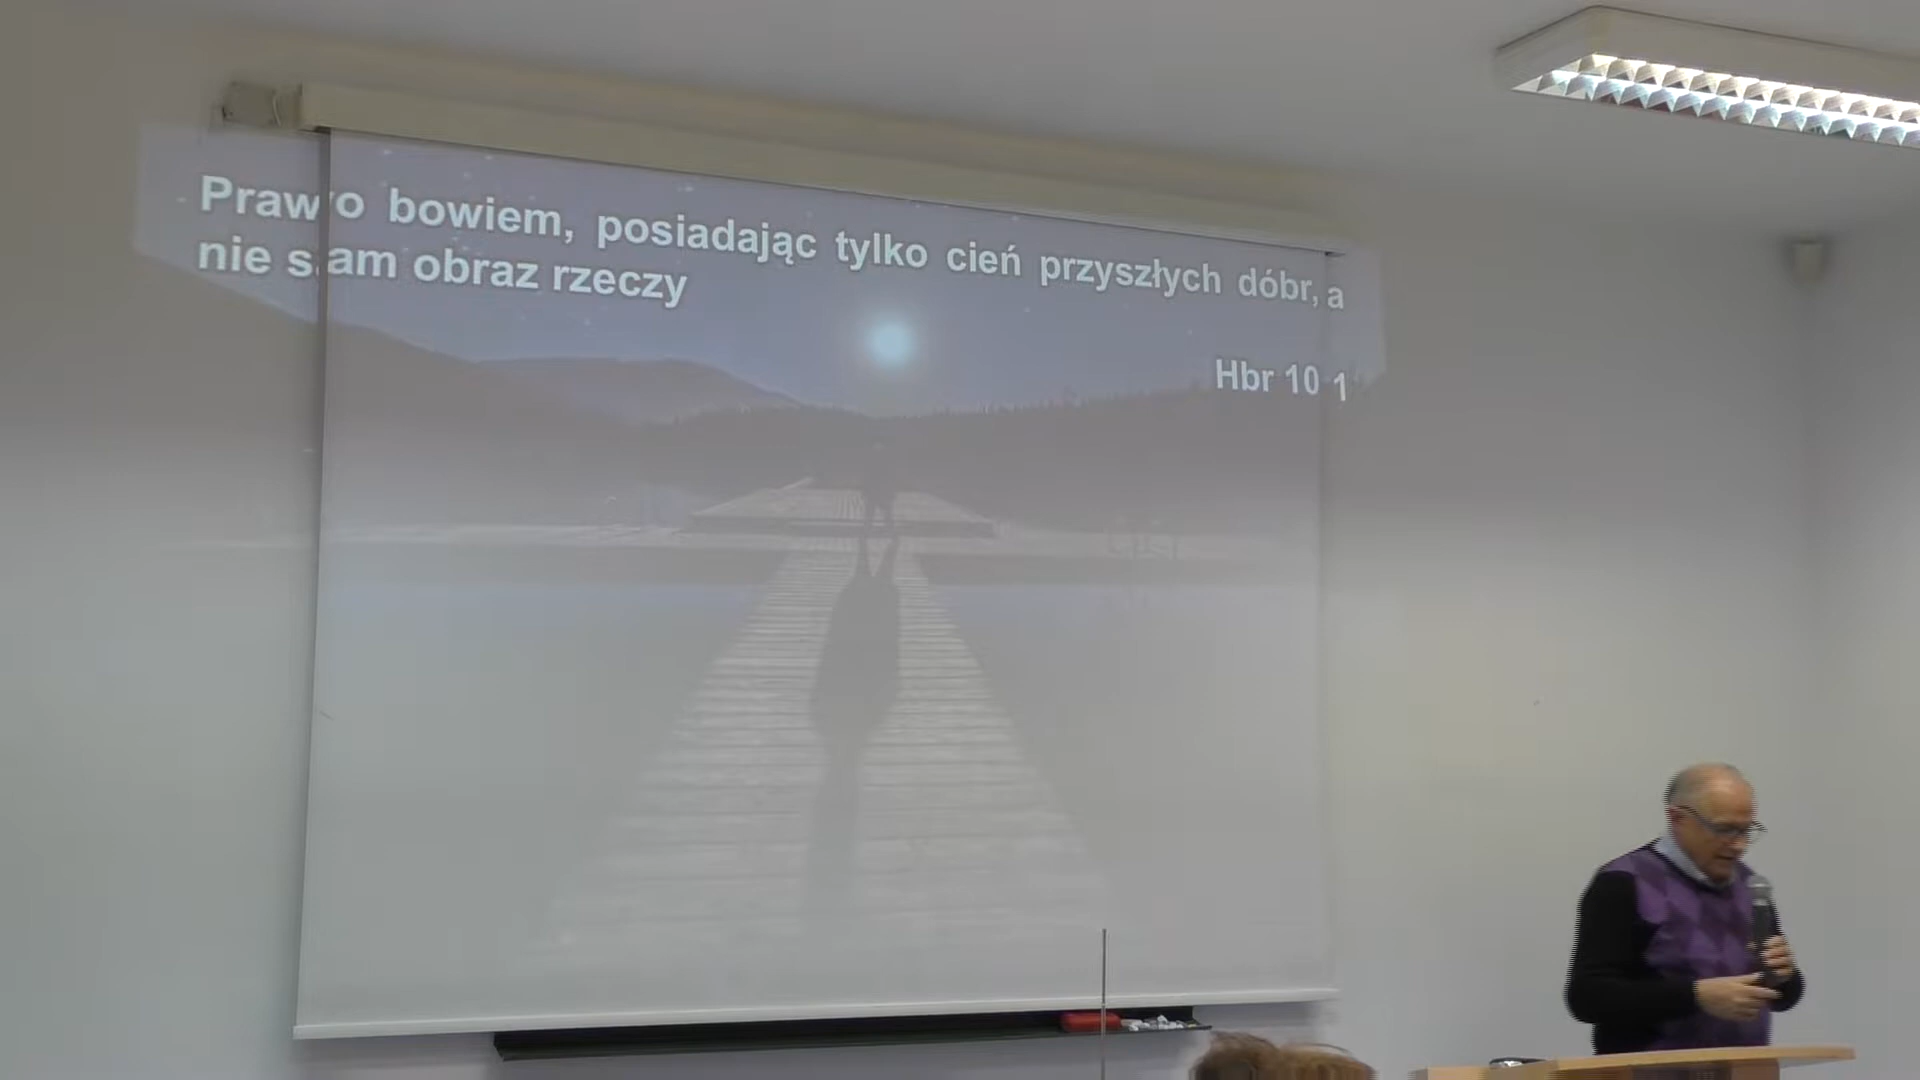 Prawo bowiem, posiadając tylko cień przyszłych dóbr, a
nie sam obraz rzeczy
Hbr 10 1